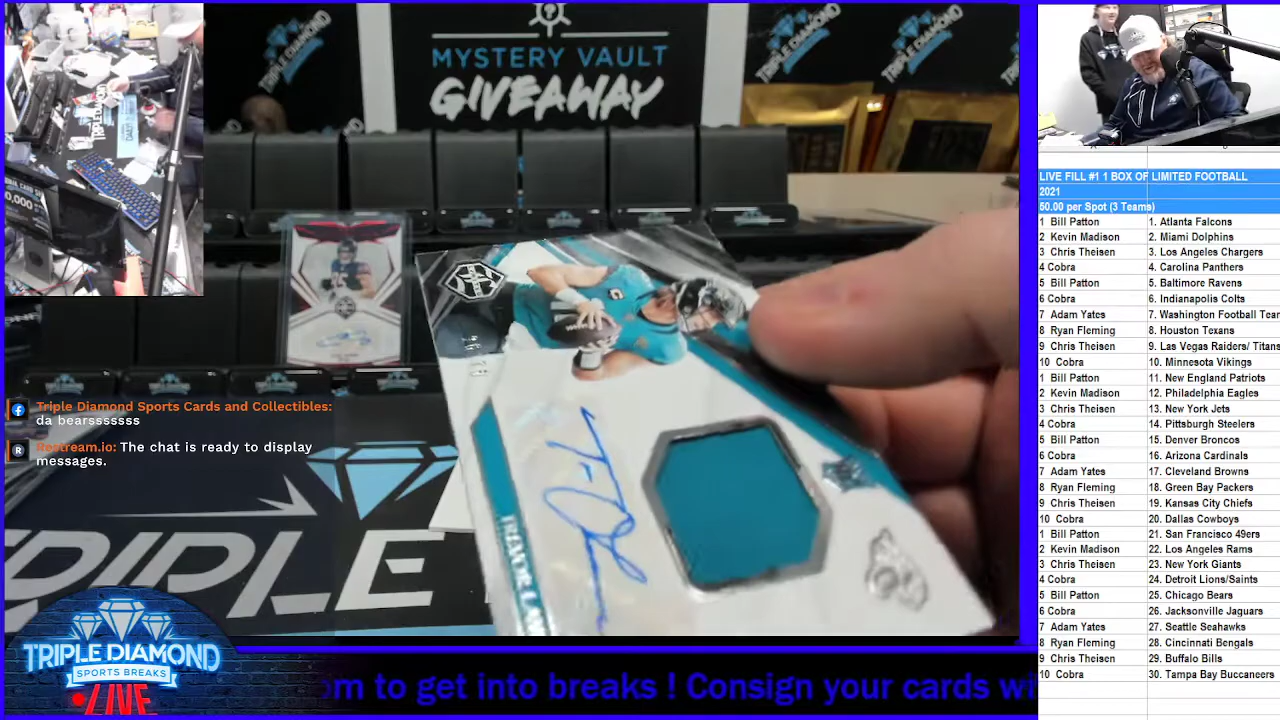 MYSTERY VAULT
GIVEAWAY
TRIPLE DIAMOND
TRIPLE DIAMOND
LIMITED
Triple Diamond Sports Cards and Collectibles:
da bearsssssss
Restream.io: The chat is ready to display
messages.
TRIPLE
TRIPLE DIAMOND
SPORTS BREAKS
LIVE
om to get into breaks ! Consign your cards wi
LIVE FILL #1 1 BOX OF LIMITED FOOTBALL
2021
50.00 per Spot (3 Teams)
1 Bill Patton 1. Atlanta Falcons
2 Kevin Madison 2. Miami Dolphins
3 Chris Theisen 3. Los Angeles Chargers
4 Cobra 4. Carolina Panthers
5 Bill Patton 5. Baltimore Ravens
6 Cobra 6. Indianapolis Colts
7 Adam Yates 7. Washington Football Tear
8 Ryan Fleming 8. Houston Texans
9 Chris Theisen 9. Las Vegas Raiders/ Titans
10 Cobra 10. Minnesota Vikings
1 Bill Patton 11. New England Patriots
2 Kevin Madison 12. Philadelphia Eagles
3 Chris Theisen 13. New York Jets
4 Cobra 14. Pittsburgh Steelers
5 Bill Patton 15. Denver Broncos
6 Cobra 16. Arizona Cardinals
7 Adam Yates 17. Cleveland Browns
8 Ryan Fleming 18. Green Bay Packers
9 Chris Theisen 19. Kansas City Chiefs
10 Cobra 20. Dallas Cowboys
1 Bill Patton 21. San Francisco 49ers
2 Kevin Madison 22. Los Angeles Rams
3 Chris Theisen 23. New York Giants
4 Cobra 24. Detroit Lions/Saints
5 Bill Patton 25. Chicago Bears
6 Cobra 26. Jacksonville Jaguars
7 Adam Yates 27. Seattle Seahawks
8 Ryan Fleming 28. Cincinnati Bengals
9 Chris Theisen 29. Buffalo Bills
10 Cobra 30. Tampa Bay Buccaneers